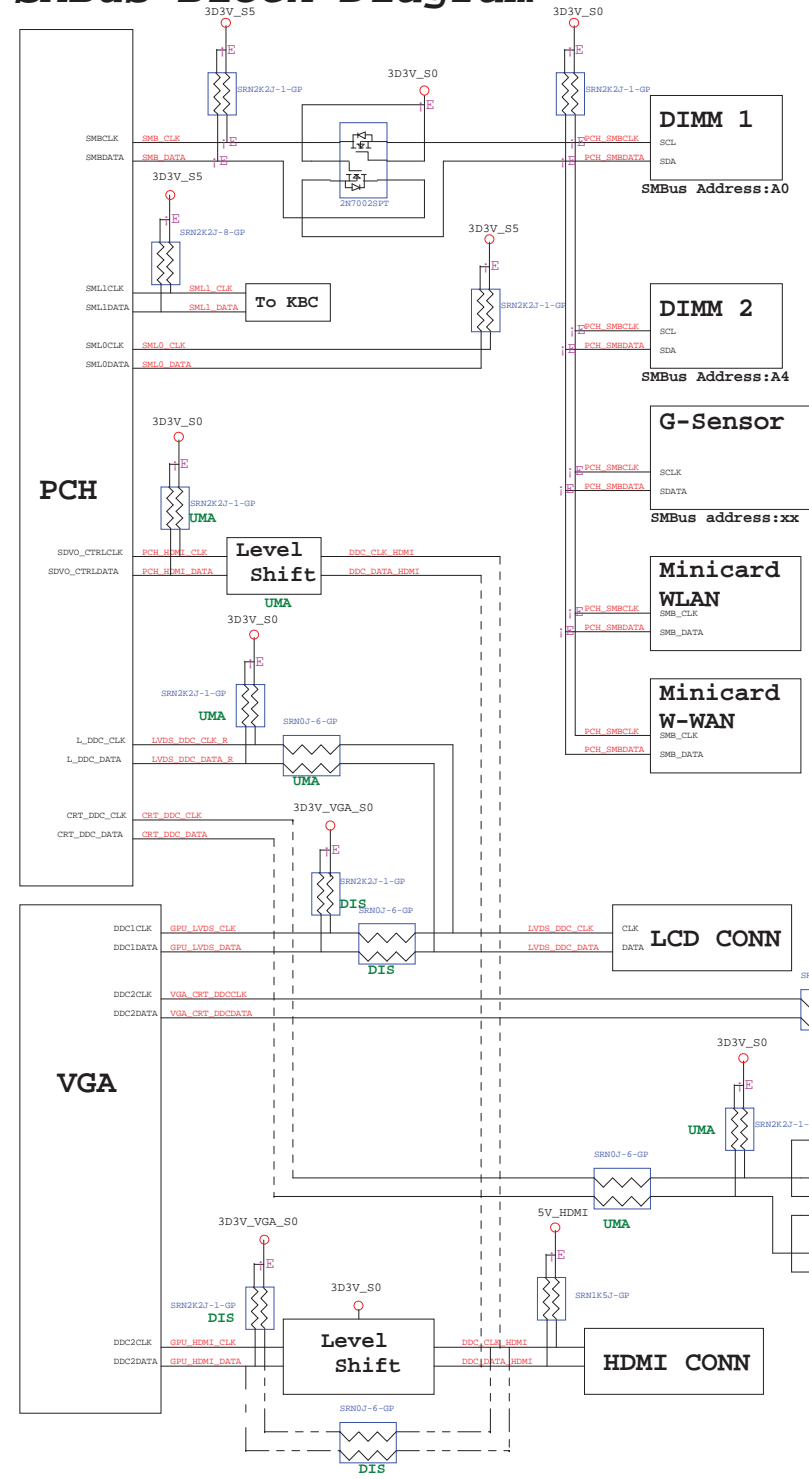 SMBus Block Diagram
3D3V_S5
3D3V_S0
SRN2K2J-1-GP
3D3V_S0
SRN2K2J-1-GP
DIMM 1
SMBCLK
SMB_CLK
PCH_SMBCLK
SCL
SMBDATA
SMB_DATA
PCH_SMBDATA
SDA
3D3V_S5
2N7002SPT
SMBus Address:A0
SRN2K2J-8-GP
3D3V_S5
SML1CLK
SML1_CLK
To KBC
SML1DATA
SML1_DATA
SRN2K2J-1-GP
DIMM 2
PCH_SMBCLK
SCL
SML0CLK
SML0_CLK
PCH_SMBDATA
SDA
SML0DATA
SML0_DATA
SMBus Address:A4
3D3V_S0
G-Sensor
PCH_SMBCLK
SCLK
PCH_SMBDATA
SDATA
PCH
SRN2K2J-1-GP
UMA
SMBus address:xx
SDVO_CTRLCLK
PCH_HDMI_CLK
Level
Shift
DDC_CLK_HDMI
SDVO_CTRLDATA
PCH_HDMI_DATA
DDC_DATA_HDMI
UMA
Minicard
WLAN
PCH_SMBCLK
SMB_CLK
PCH_SMBDATA
SMB_DATA
3D3V_S0
SRN2K2J-1-GP
UMA
SRN0J-6-GP
Minicard
W-WAN
PCH_SMBCLK
SMB_CLK
PCH_SMBDATA
SMB_DATA
L_DDC_CLK
LVDS_DDC_CLK_R
L_DDC_DATA
LVDS_DDC_DATA_R
UMA
3D3V_VGA_S0
CRT_DDC_CLK
CRT_DDC_CLK
CRT_DDC_DATA
CRT_DDC_DATA
SRN2K2J-1-GP
DIS
SRN0J-6-GP
DDC1CLK
GPU_LVDS_CLK
LVDS_DDC_CLK
CLK
LCD CONN
DDC1DATA
GPU_LVDS_DATA
LVDS_DDC_DATA
DATA
DIS
DDC2CLK
VGA_CRT_DDCCLK
DDC2DATA
VGA_CRT_DDCDATA
VGA
3D3V_S0
UMA
SRN2K2J-1-
SRN0J-6-GP
UMA
3D3V_VGA_S0
5V_HDMI
3D3V_S0
SRN2K2J-1-GP
DIS
SRN1K5J-GP
DDC2CLK
GPU_HDMI_CLK
Level
Shift
DDC_CLK_HDMI
DDC2DATA
GPU_HDMI_DATA
DDC_DATA_HDMI
HDMI CONN
SRN0J-6-GP
DIS